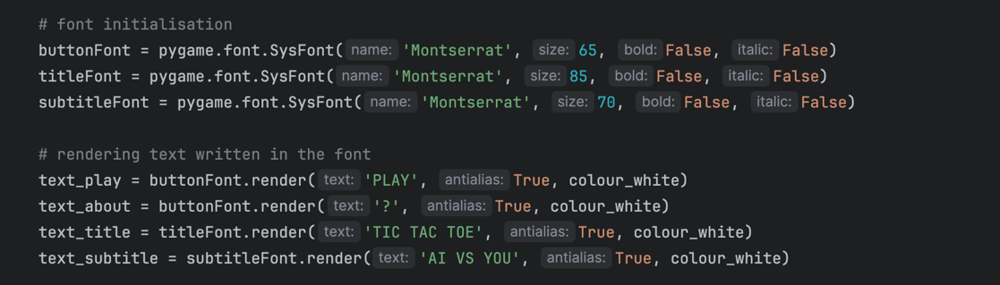 # font initialisation
buttonFont = pygame.font.SysFont( name: 'Montserrat', size: 65, bold: False, italic: False)
titleFont = pygame.font.SysFont( name: 'Montserrat', size: 85, bold: False, italic: False)
subtitleFont = pygame.font.SysFont( name: 'Montserrat', size: 70, bold: False, italic: False)
# rendering text written in the font
text_play = buttonFont.render( text: 'PLAY', antialias: True, colour_white)
text_about = buttonFont.render( text: '?', antialias: True, colour_white)
text_title = titleFont.render( text: 'TIC TAC TOE', antialias: True, colour_white)
text_subtitle = subtitleFont.render( text: 'AI VS YOU', antialias: True, colour_white)